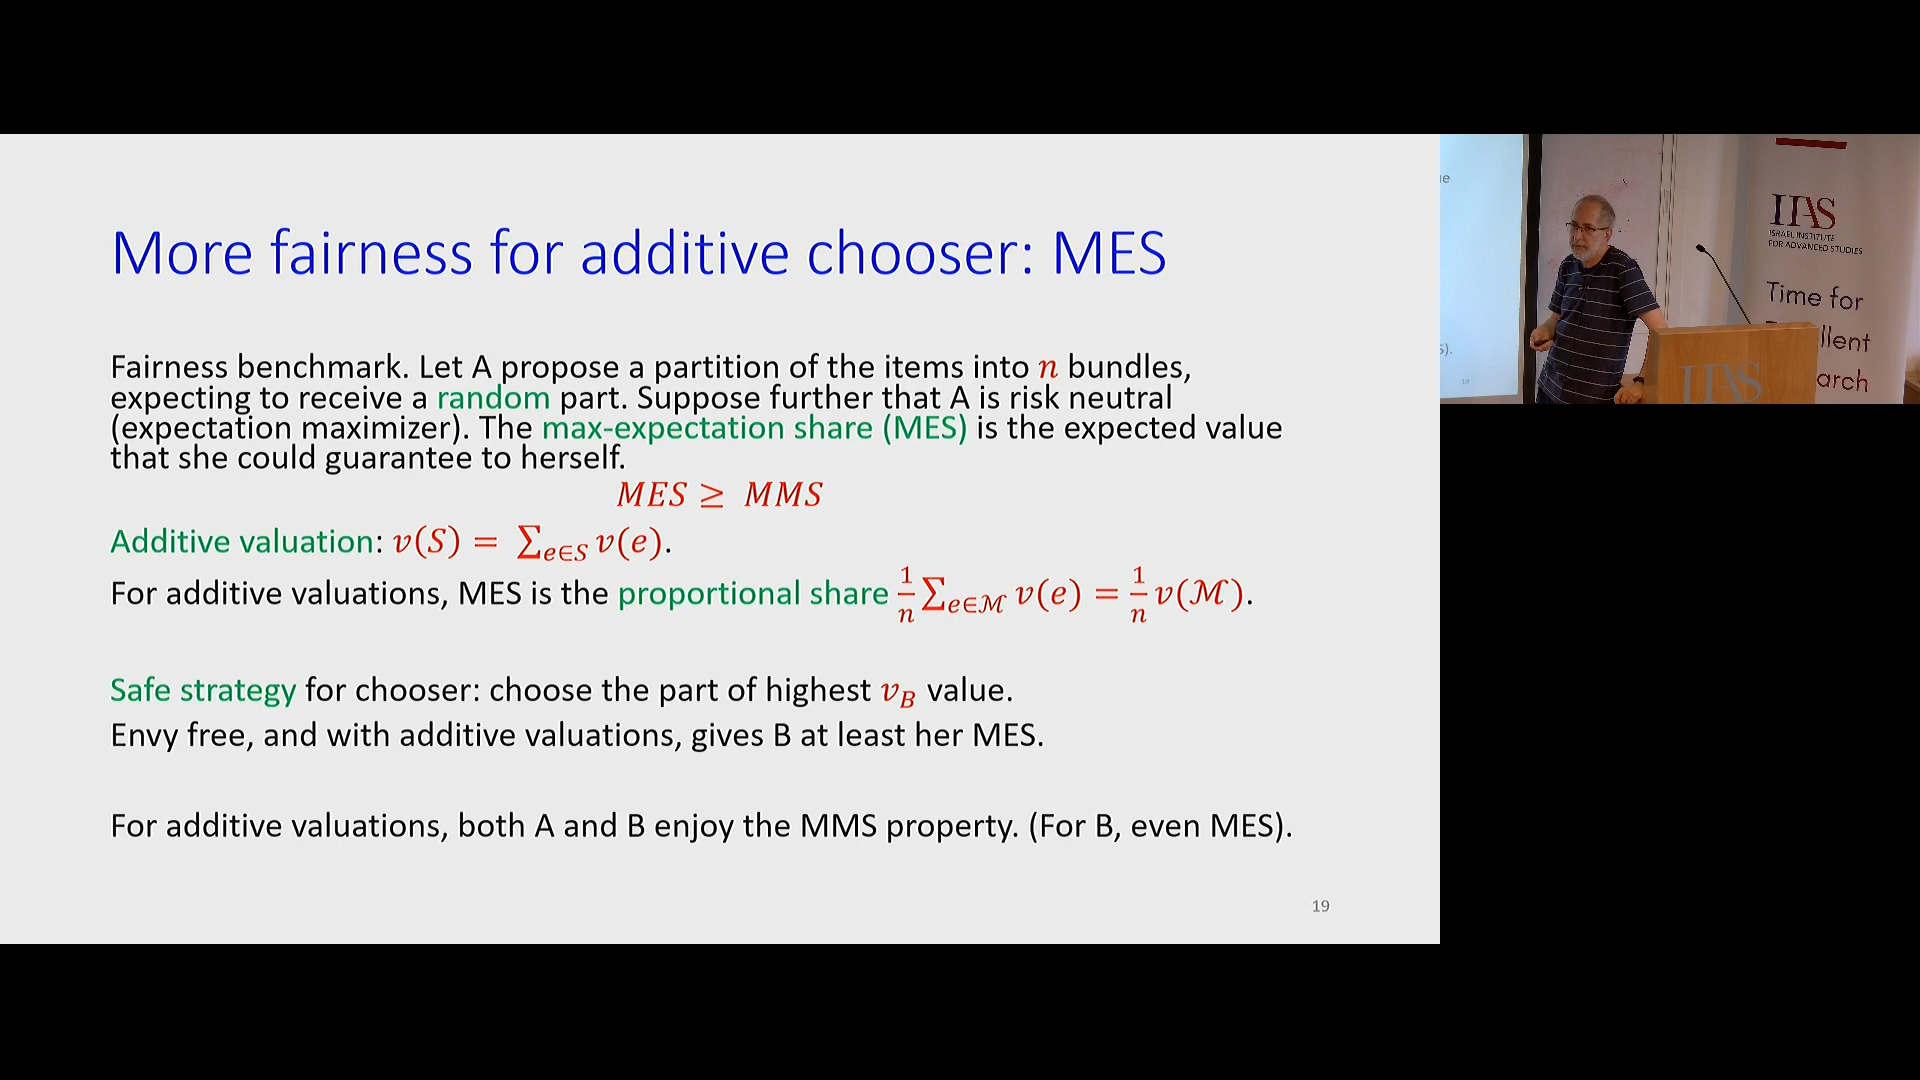 More fairness for additive chooser: MES
Fairness benchmark. Let A propose a partition of the items into n bundles,
expecting to receive a random part. Suppose further that A is risk neutral
(expectation maximizer). The max-expectation share (MES) is the expected value
that she could guarantee to herself.
MES ≥ MMS
Additive valuation: v(S) = ∑_{e∈S} v(e).
For additive valuations, MES is the proportional share 1/n ∑_{e∈ℳ} v(e) = 1/n v(ℳ).
Safe strategy for chooser: choose the part of highest v_B value.
Envy free, and with additive valuations, gives B at least her MES.
For additive valuations, both A and B enjoy the MMS property. (For B, even MES).
19
IIAS
ISRAEL INSTITUTE
FOR ADVANCED STUDIES
Time for
llent
arch
IIAS